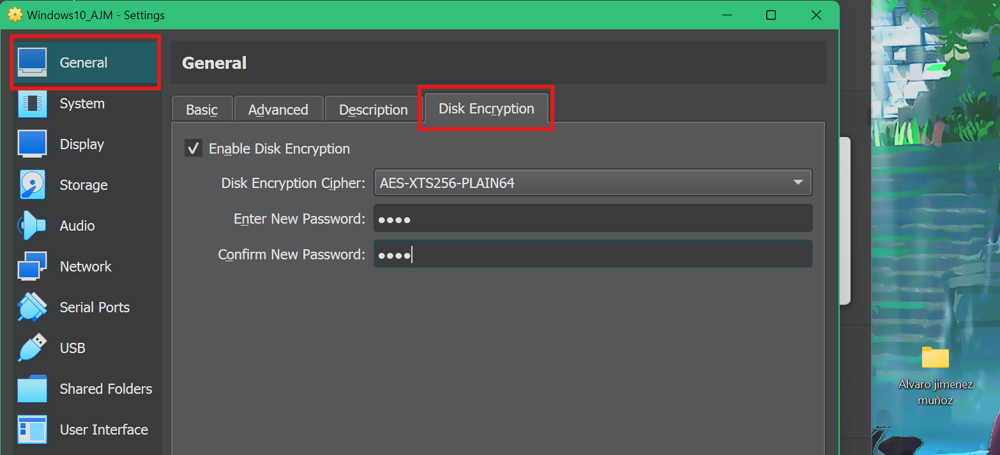 Windows10_AJM - Settings
General
System
Display
Storage
Audio
Network
Serial Ports
USB
Shared Folders
User Interface
General
Basic
Advanced
Description
Disk Encryption
Enable Disk Encryption
Disk Encryption Cipher: AES-XTS256-PLAIN64
Enter New Password: ●●●●
Confirm New Password: ●●●●
Alvaro jimenez
muñoz